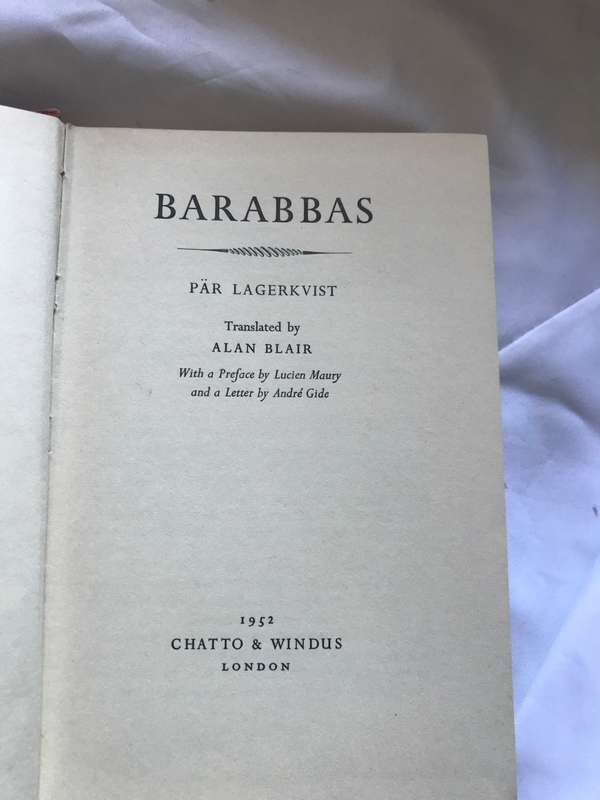 BARABBAS
PÄR LAGERKVIST
Translated by
ALAN BLAIR
With a Preface by Lucien Maury
and a Letter by André Gide
1952
CHATTO & WINDUS
LONDON